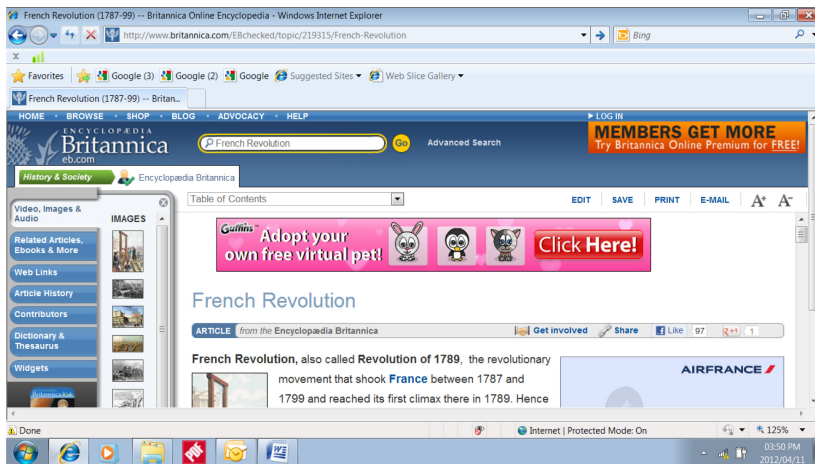 French Revolution (1787-99) -- Britannica Online Encyclopedia - Windows Internet Explorer
http://www.britannica.com/EBchecked/topic/219315/French-Revolution
Bing
x
Favorites Google (3) Google (2) Google Suggested Sites Web Slice Gallery
French Revolution (1787-99) -- Britan...
HOME • BROWSE • SHOP • BLOG • ADVOCACY • HELP
LOG IN
ENCYCLOPÆDIA
Britannica
eb.com
French Revolution
Go
Advanced Search
MEMBERS GET MORE
Try Britannica Online Premium for FREE!
History & Society
Encyclopædia Britannica
Table of Contents
EDIT SAVE PRINT E-MAIL A+ A-
Video, Images &
Audio
IMAGES
Related Articles,
Ebooks & More
Web Links
Article History
Contributors
Dictionary &
Thesaurus
Widgets
Guffins™
Adopt your
own free virtual pet!
Click Here!
French Revolution
ARTICLE from the Encyclopædia Britannica
Get involved Share Like 97 +1 1
French Revolution, also called Revolution of 1789, the revolutionary
movement that shook France between 1787 and
1799 and reached its first climax there in 1789. Hence
AIRFRANCE
Done
Internet | Protected Mode: On
125%
03:50 PM
2012/04/11